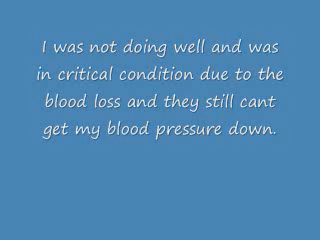 I was not doing well and was
in critical condition due to the
blood loss and they still cant
get my blood pressure down.